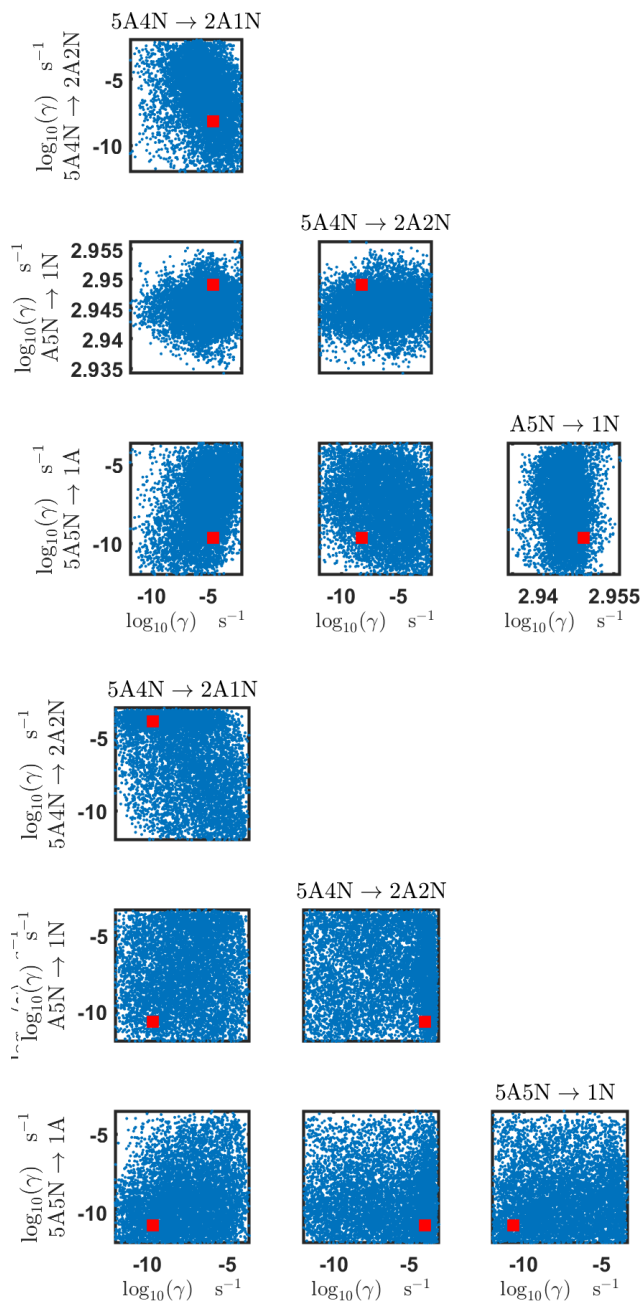 5A4N → 2A1N
log₁₀(γ) s⁻¹
5A4N → 2A2N
-5
-10
5A4N → 2A2N
log₁₀(γ) s⁻¹
A5N → 1N
2.955
2.95
2.945
2.94
2.935
A5N → 1N
log₁₀(γ) s⁻¹
5A5N → 1A
-5
-10
-10 -5 -10 -5 2.94 2.955
log₁₀(γ) s⁻¹ log₁₀(γ) s⁻¹ log₁₀(γ) s⁻¹
5A4N → 2A1N
log₁₀(γ) s⁻¹
5A4N → 2A2N
-5
-10
5A4N → 2A2N
log₁₀(γ) s⁻¹
A5N → 1N
-5
-10
5A5N → 1N
log₁₀(γ) s⁻¹
5A5N → 1A
-5
-10
-10 -5 -10 -5 -10 -5
log₁₀(γ) s⁻¹ log₁₀(γ) s⁻¹ log₁₀(γ) s⁻¹